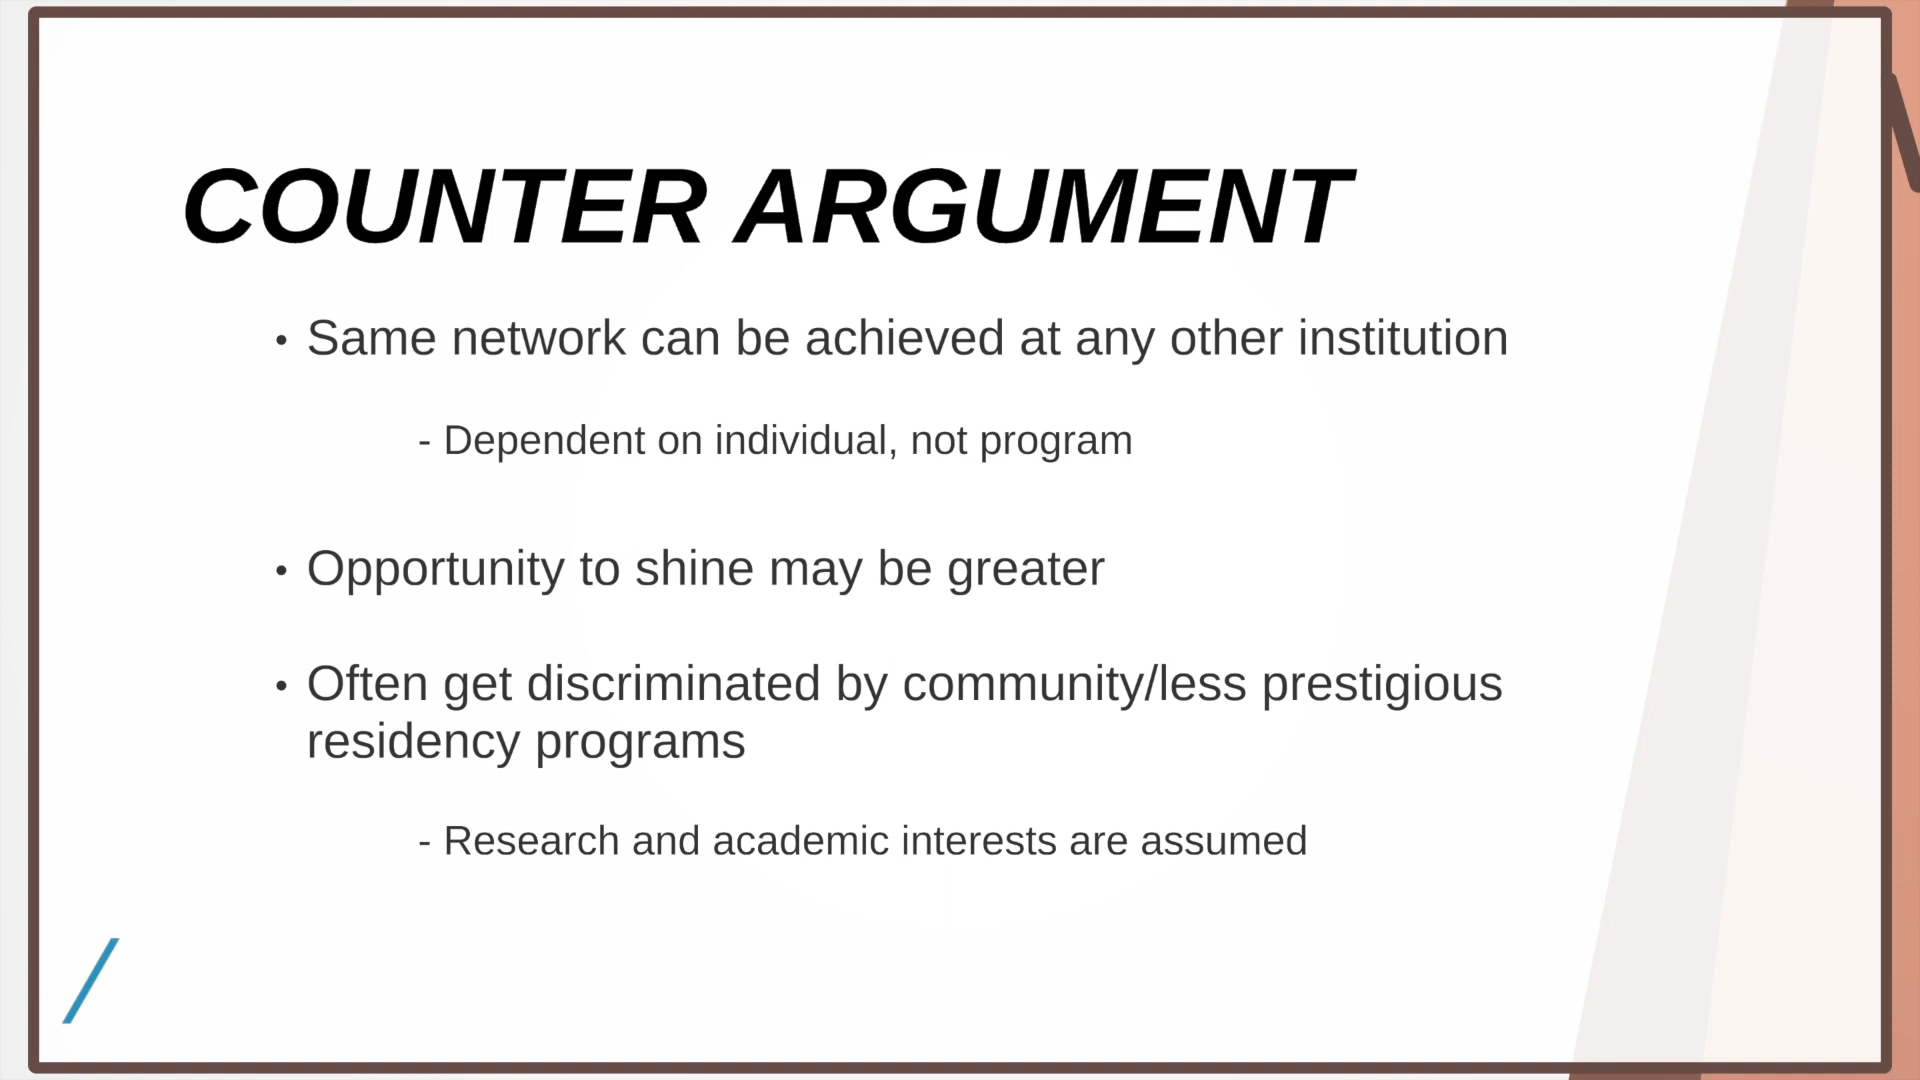 COUNTER ARGUMENT
• Same network can be achieved at any other institution
- Dependent on individual, not program
• Opportunity to shine may be greater
• Often get discriminated by community/less prestigious
residency programs
- Research and academic interests are assumed